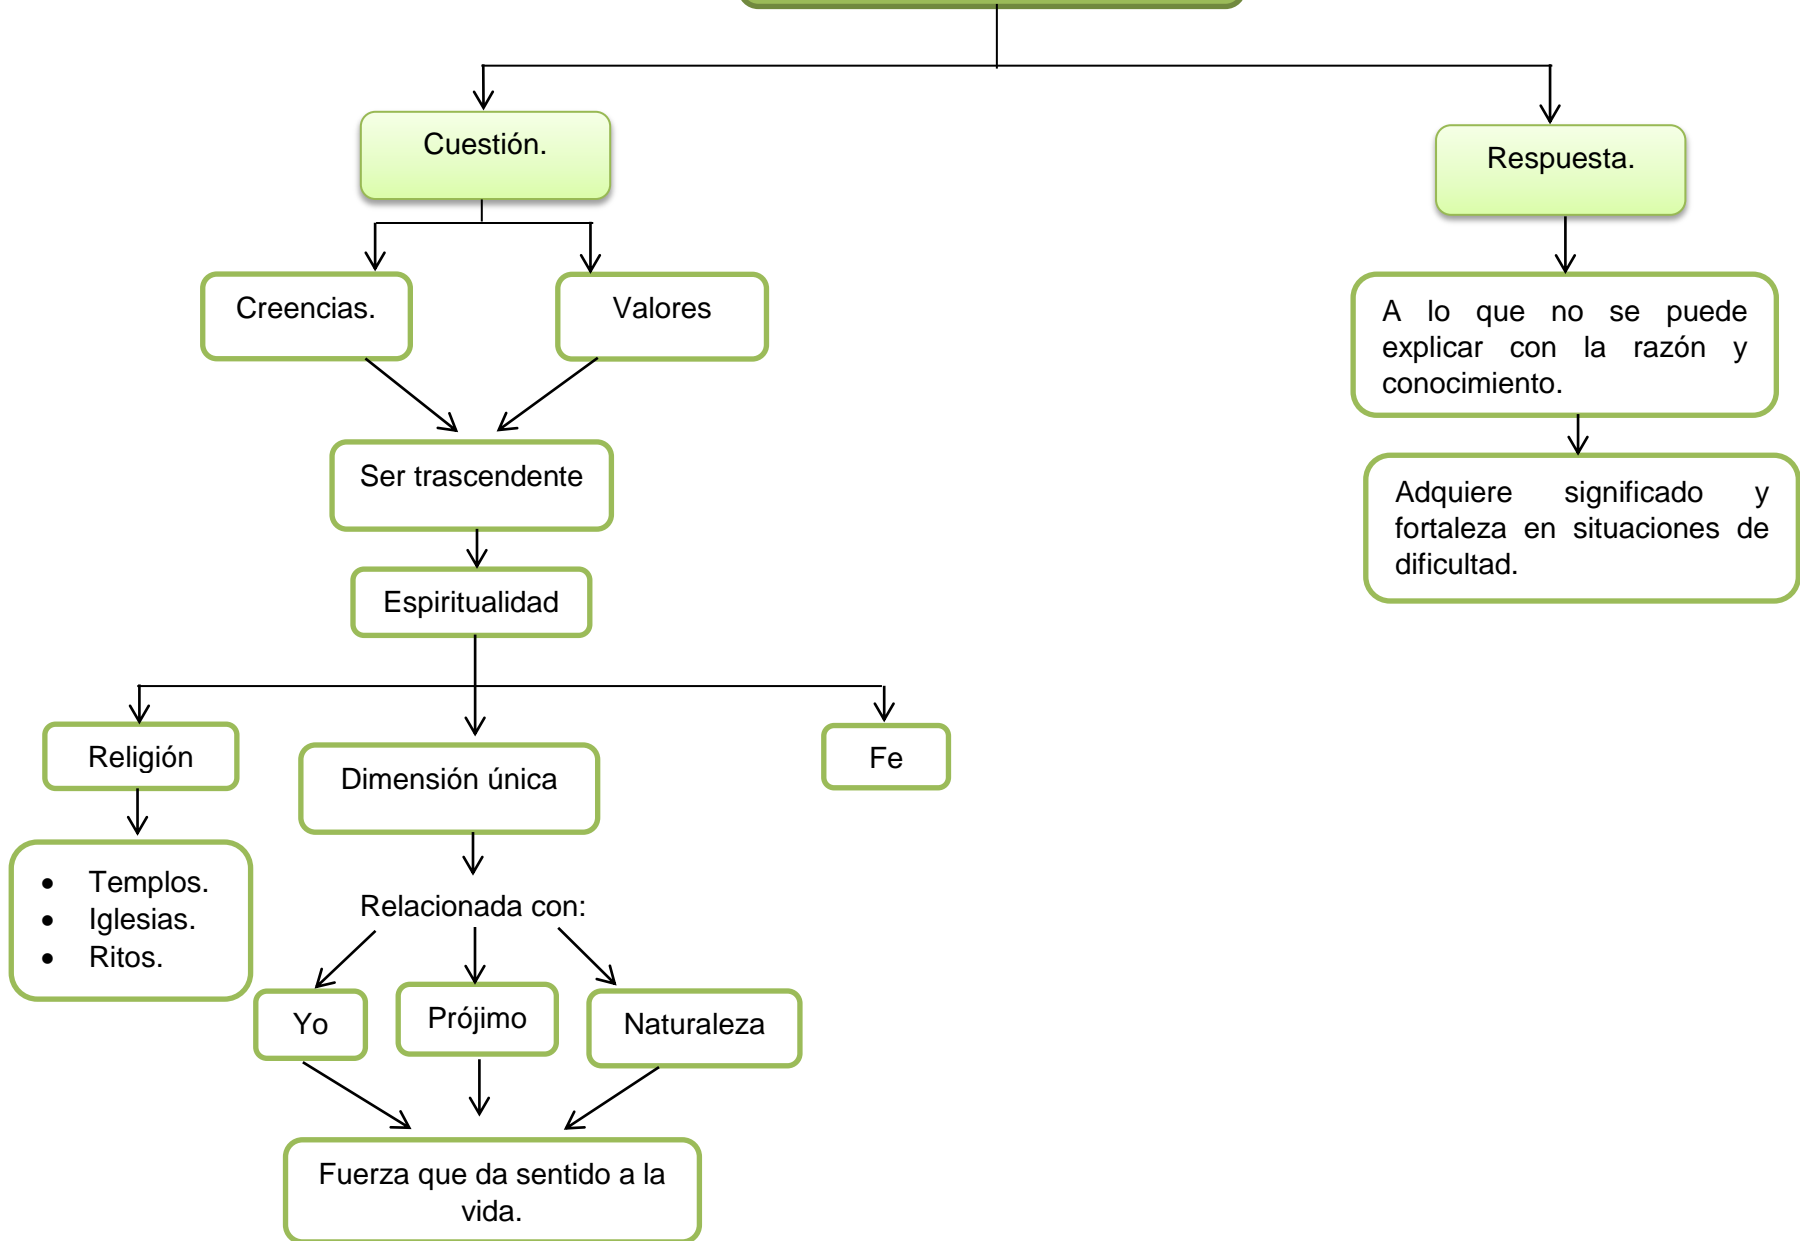 Cuestión.
Respuesta.
Creencias.
Valores
A lo que no se puede
explicar con la razón y
conocimiento.
Ser trascendente
Adquiere significado y
fortaleza en situaciones de
dificultad.
Espiritualidad
Religión
Dimensión única
Fe
• Templos.
• Iglesias.
• Ritos.
Relacionada con:
Yo
Prójimo
Naturaleza
Fuerza que da sentido a la
vida.